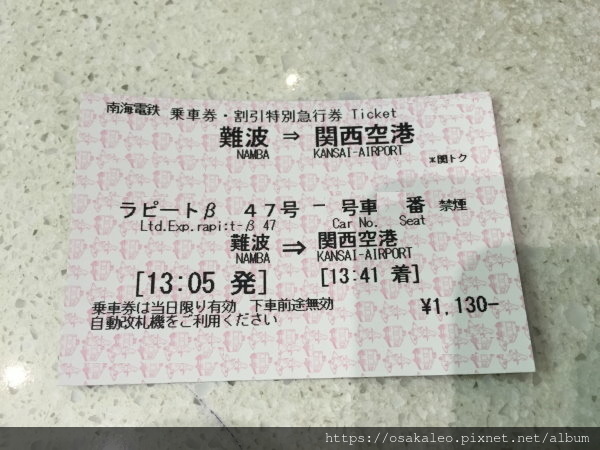 南海電鉄 乗車券・割引特別急行券 Ticket
難波 ⇒ 関西空港
NAMBA KANSAI-AIRPORT
*関トク
ラピートβ 47号 － 号車 番 禁煙
Ltd.Exp.rapi:t-β 47 Car No. Seat
難波 ⇒ 関西空港
NAMBA KANSAI-AIRPORT
[13:05 発] [13:41 着]
乗車券は当日限り有効 下車前途無効
自動改札機をご利用ください
¥1,130-
https://osakaleo.pixnet.net/album